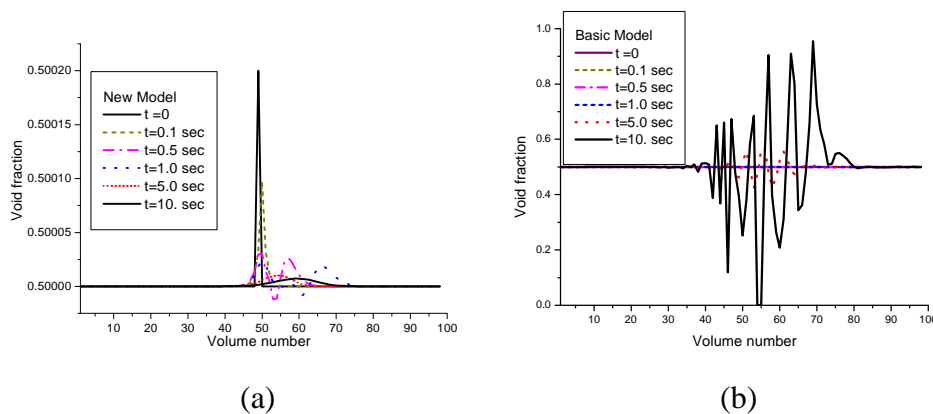 New Model
t =0
t=0.1 sec
t=0.5 sec
t=1.0 sec
t=5.0 sec
t=10. sec
0.50020
0.50015
0.50010
0.50005
0.50000
Void fraction
10 20 30 40 50 60 70 80 90 100
Volume number
(a)
Basic Model
t =0
t=0.1 sec
t=0.5 sec
t=1.0 sec
t=5.0 sec
t=10. sec
1.0
0.8
0.6
0.4
0.2
0.0
Void fraction
10 20 30 40 50 60 70 80 90 100
Volume number
(b)